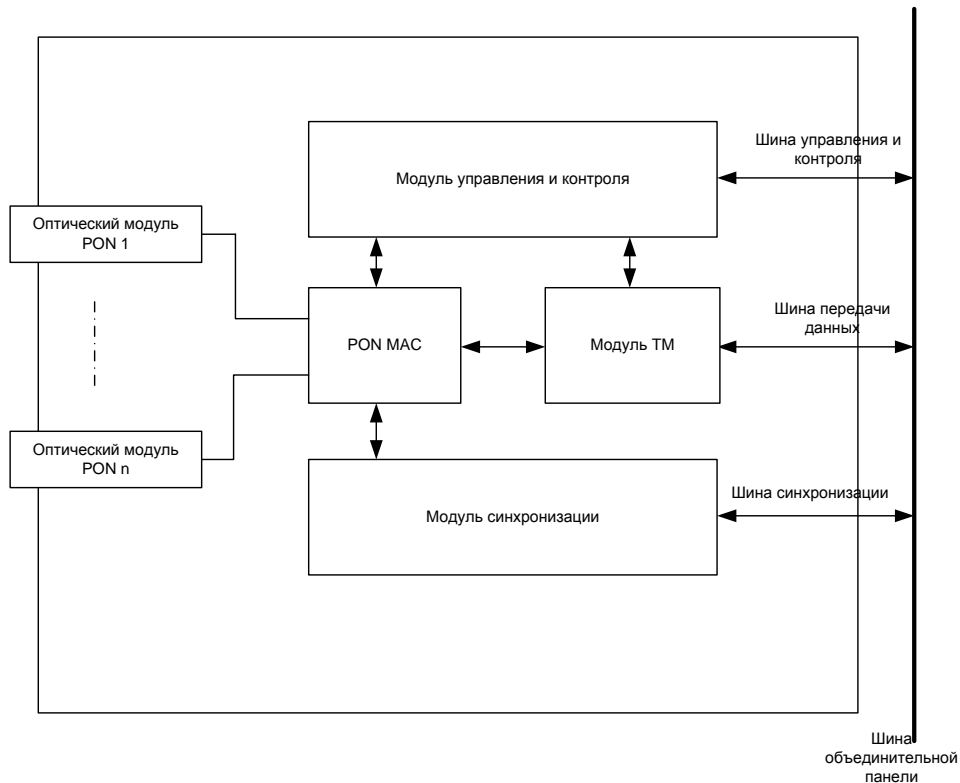 Шина управления и
контроля
Модуль управления и контроля
Оптический модуль
PON 1
Шина передачи
данных
PON MAC
Модуль ТМ
Оптический модуль
PON n
Шина синхронизации
Модуль синхронизации
Шина
объединительной
панели